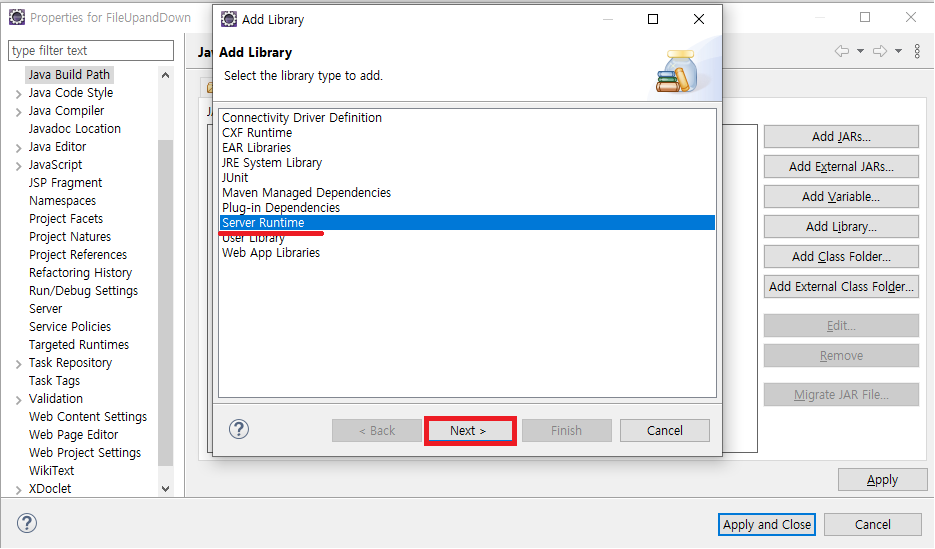 Properties for FileUpandDown
type filter text
Java Build Path
Java Code Style
Java Compiler
Javadoc Location
Java Editor
JavaScript
JSP Fragment
Namespaces
Project Facets
Project Natures
Project References
Refactoring History
Run/Debug Settings
Server
Service Policies
Targeted Runtimes
Task Repository
Task Tags
Validation
Web Content Settings
Web Page Editor
Web Project Settings
WikiText
XDoclet
Add Library
Add Library
Select the library type to add.
Connectivity Driver Definition
CXF Runtime
EAR Libraries
JRE System Library
JUnit
Maven Managed Dependencies
Plug-in Dependencies
Server Runtime
User Library
Web App Libraries
< Back
Next >
Finish
Cancel
Add JARs...
Add External JARs...
Add Variable...
Add Library...
Add Class Folder...
Add External Class Folder...
Edit...
Remove
Migrate JAR File...
Apply
Apply and Close
Cancel